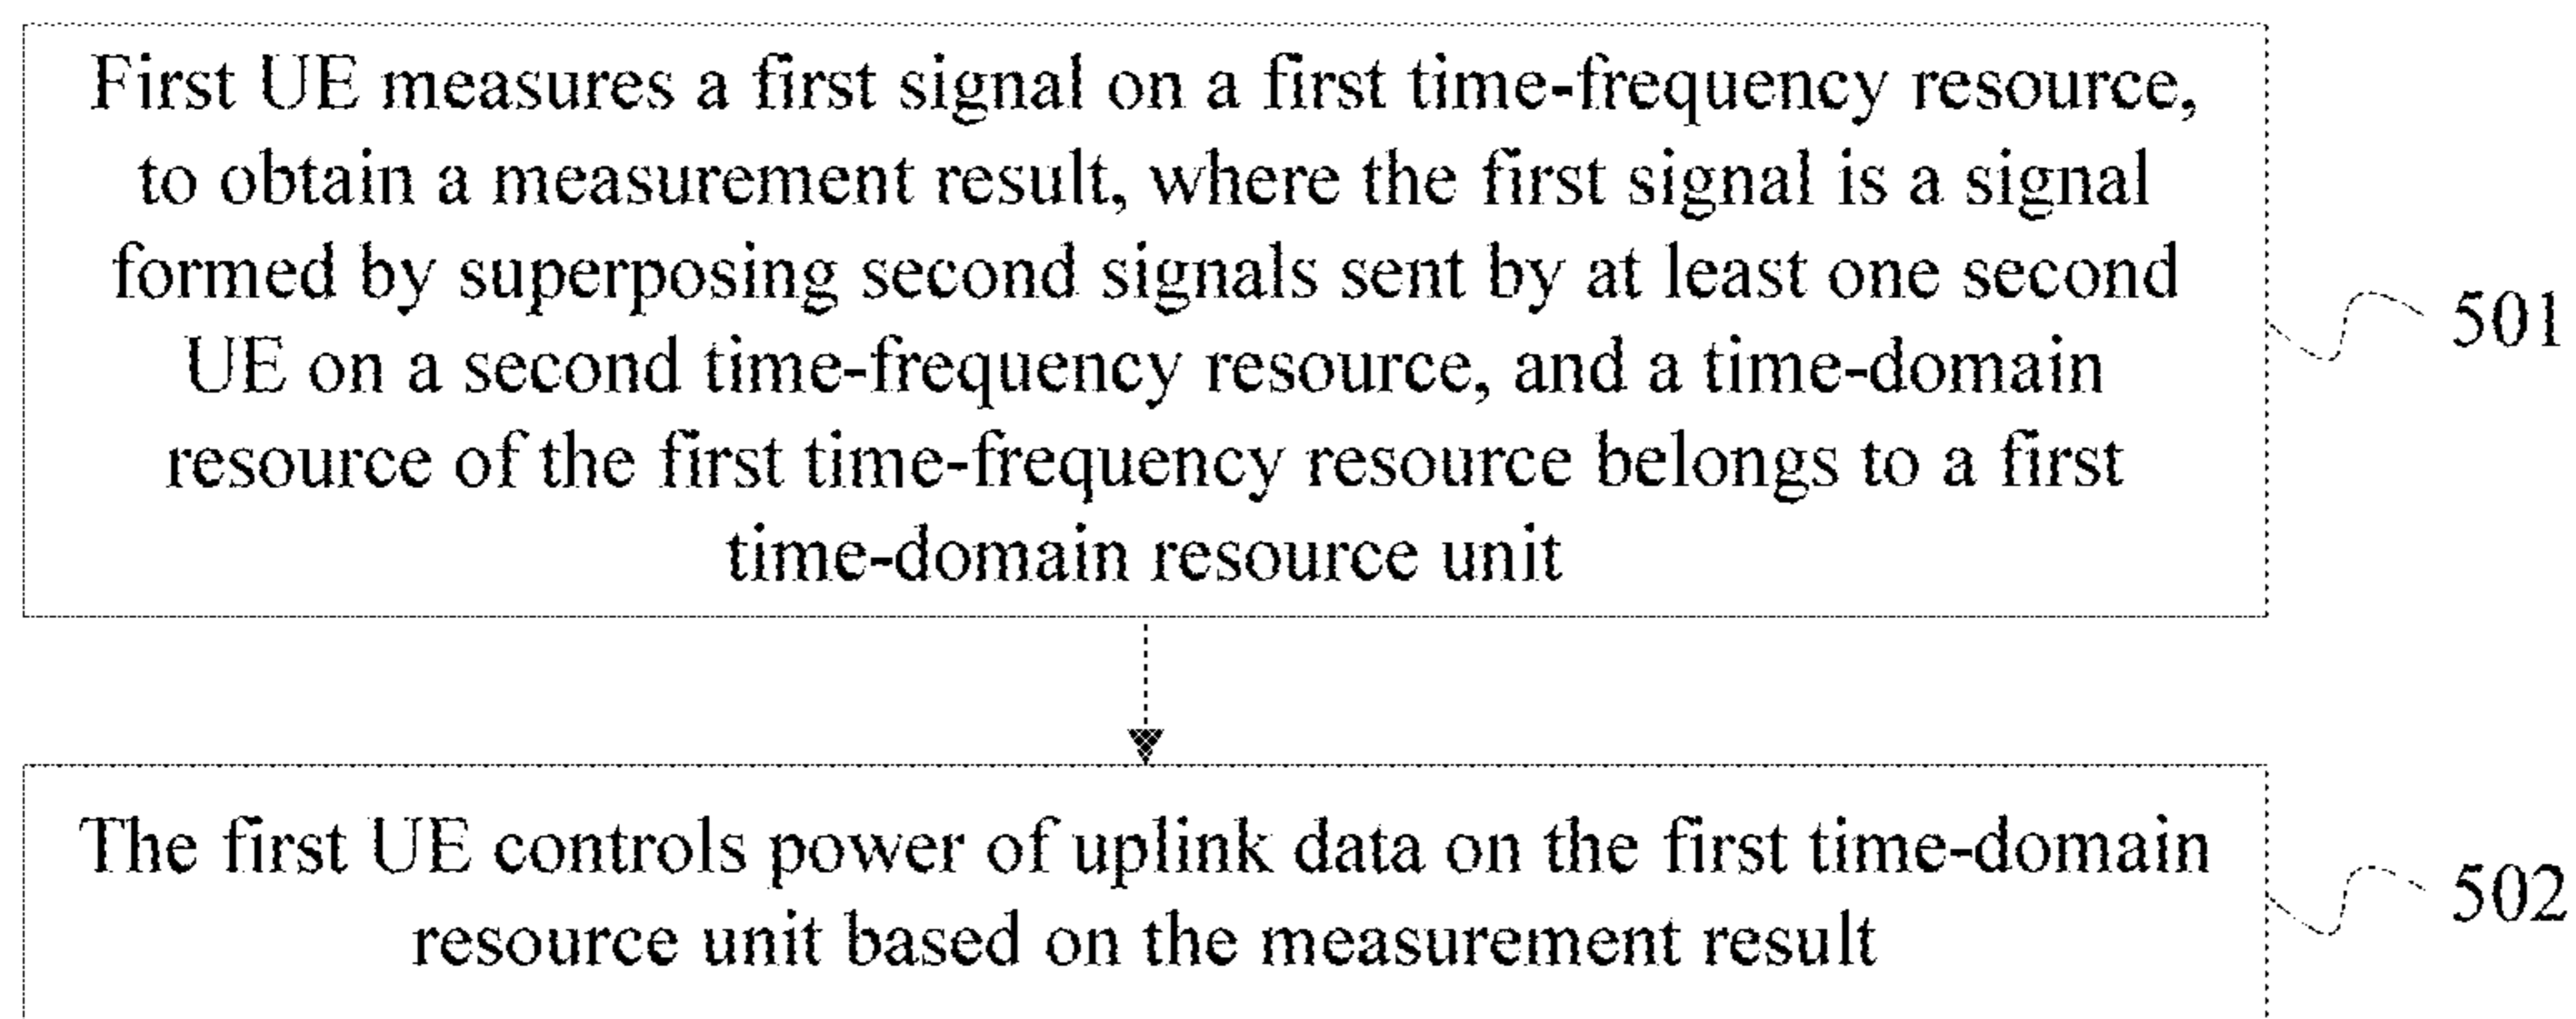 First UE measures a first signal on a first time-frequency resource,
to obtain a measurement result, where the first signal is a signal
formed by superposing second signals sent by at least one second
UE on a second time-frequency resource, and a time-domain
resource of the first time-frequency resource belongs to a first
time-domain resource unit
501
The first UE controls power of uplink data on the first time-domain
resource unit based on the measurement result
502